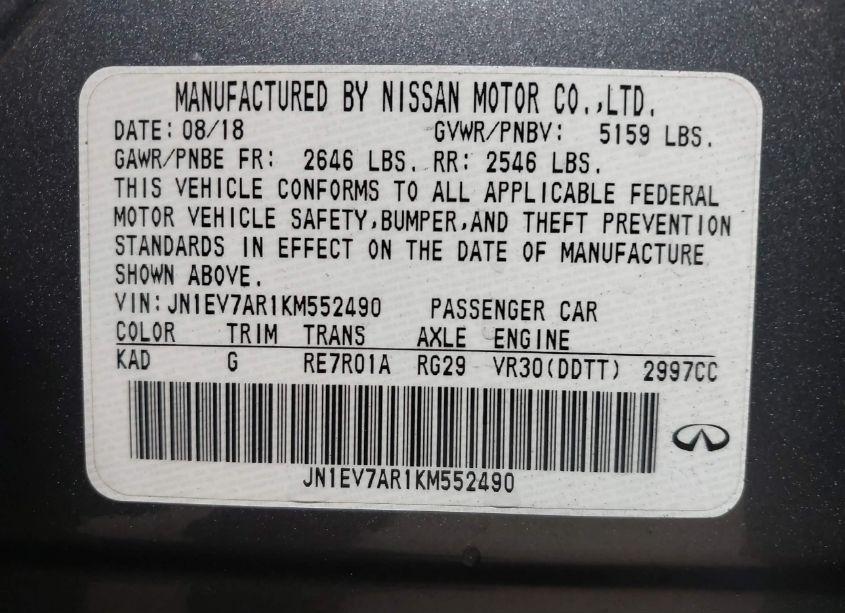 MANUFACTURED BY NISSAN MOTOR CO.,LTD.
DATE: 08/18 GVWR/PNBV: 5159 LBS.
GAWR/PNBE FR: 2646 LBS. RR: 2546 LBS.
THIS VEHICLE CONFORMS TO ALL APPLICABLE FEDERAL
MOTOR VEHICLE SAFETY,BUMPER,AND THEFT PREVENTION
STANDARDS IN EFFECT ON THE DATE OF MANUFACTURE
SHOWN ABOVE.
VIN:JN1EV7AR1KM552490 PASSENGER CAR
COLOR TRIM TRANS AXLE ENGINE
KAD G RE7R01A RG29 VR30(DDTT) 2997CC
JN1EV7AR1KM552490